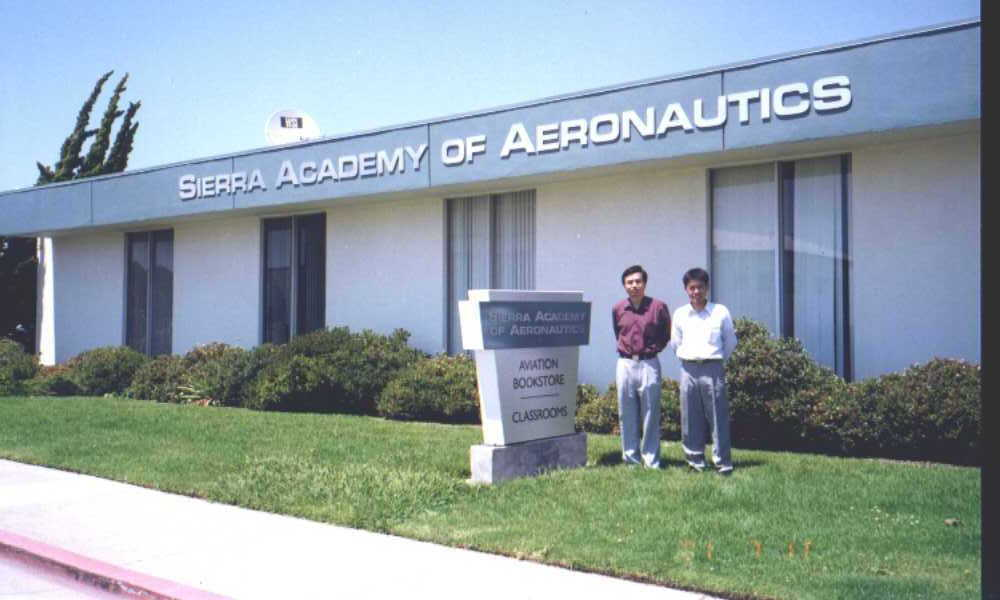 SIERRA ACADEMY OF AERONAUTICS
SIERRA ACADEMY
OF AERONAUTICS
AVIATION
BOOKSTORE
CLASSROOMS